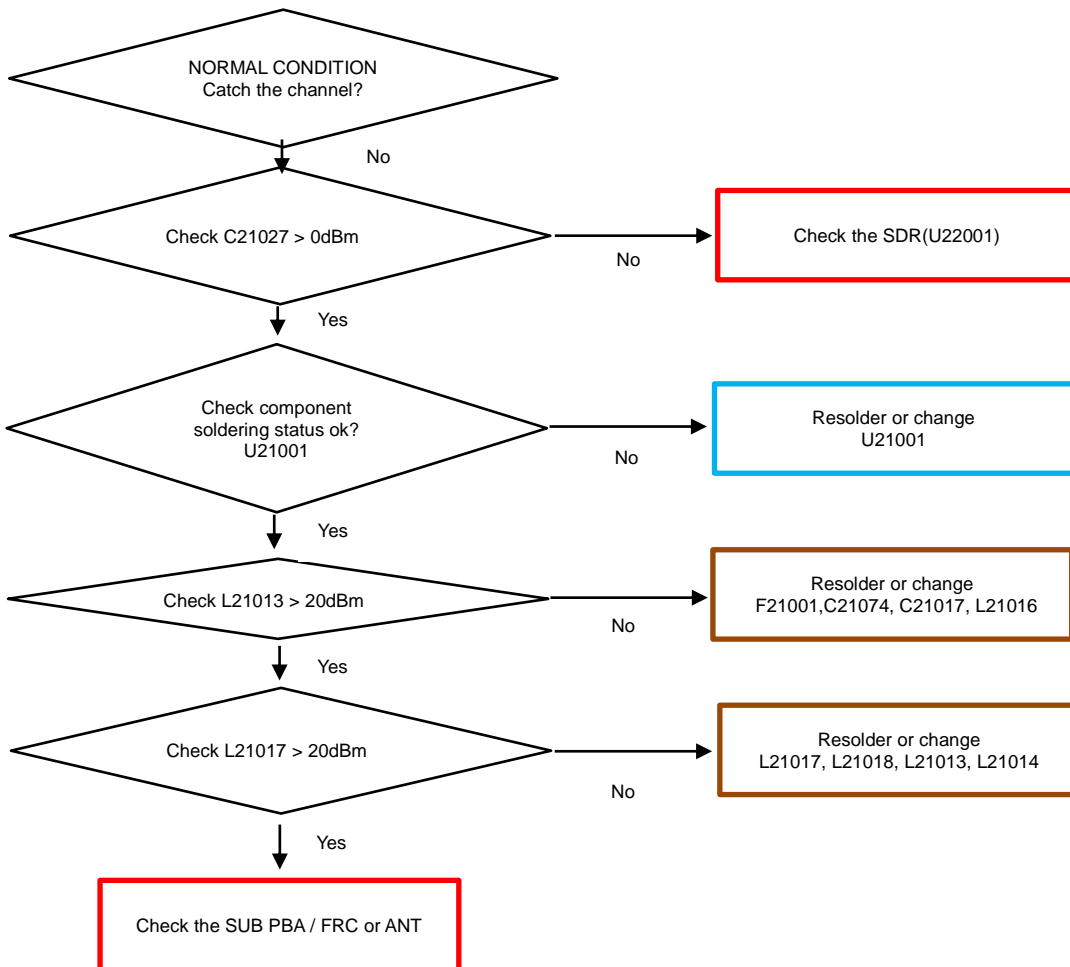 NORMAL CONDITION
Catch the channel?
No
Check C21027 > 0dBm
No
Check the SDR(U22001)
Yes
Check component
soldering status ok?
U21001
No
Resolder or change
U21001
Yes
Check L21013 > 20dBm
No
Resolder or change
F21001,C21074, C21017, L21016
Yes
Check L21017 > 20dBm
No
Resolder or change
L21017, L21018, L21013, L21014
Yes
Check the SUB PBA / FRC or ANT